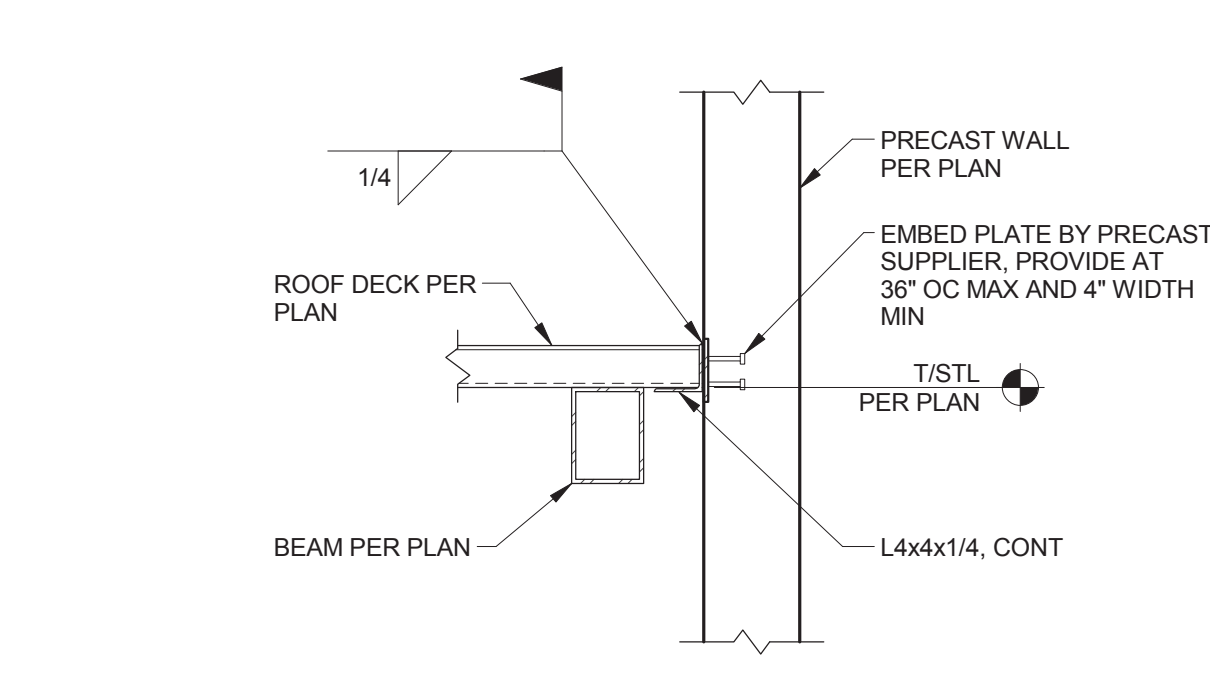 PRECAST WALL
PER PLAN
1/4
EMBED PLATE BY PRECAST
SUPPLIER, PROVIDE AT
36" OC MAX AND 4" WIDTH
MIN
ROOF DECK PER
PLAN
T/STL
PER PLAN
BEAM PER PLAN
L4x4x1/4, CONT